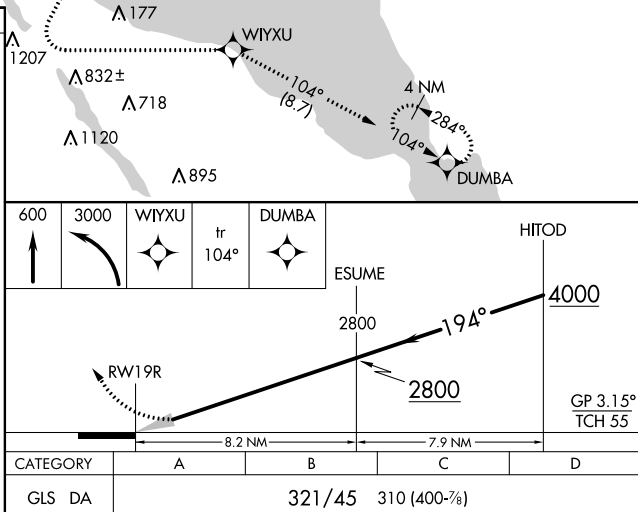 177
WIYXU
1207
832±
104°
(8.7)
4 NM
718
284°
1120
104°
895
DUMBA
600
3000
WIYXU
tr
104°
DUMBA
HITOD
ESUME
4000
2800
194°
RW19R
2800
GP 3.15°
TCH 55
8.2 NM
7.9 NM
CATEGORY A B C D
GLS DA 321/45 310 (400-⅞)